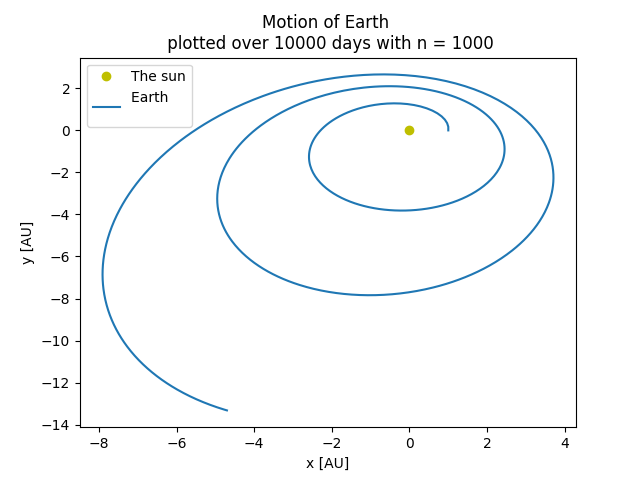 Motion of Earth
plotted over 10000 days with n = 1000
The sun
Earth
2
0
−2
−4
−6
−8
−10
−12
−14
y [AU]
−8
−6
−4
−2
0
2
4
x [AU]